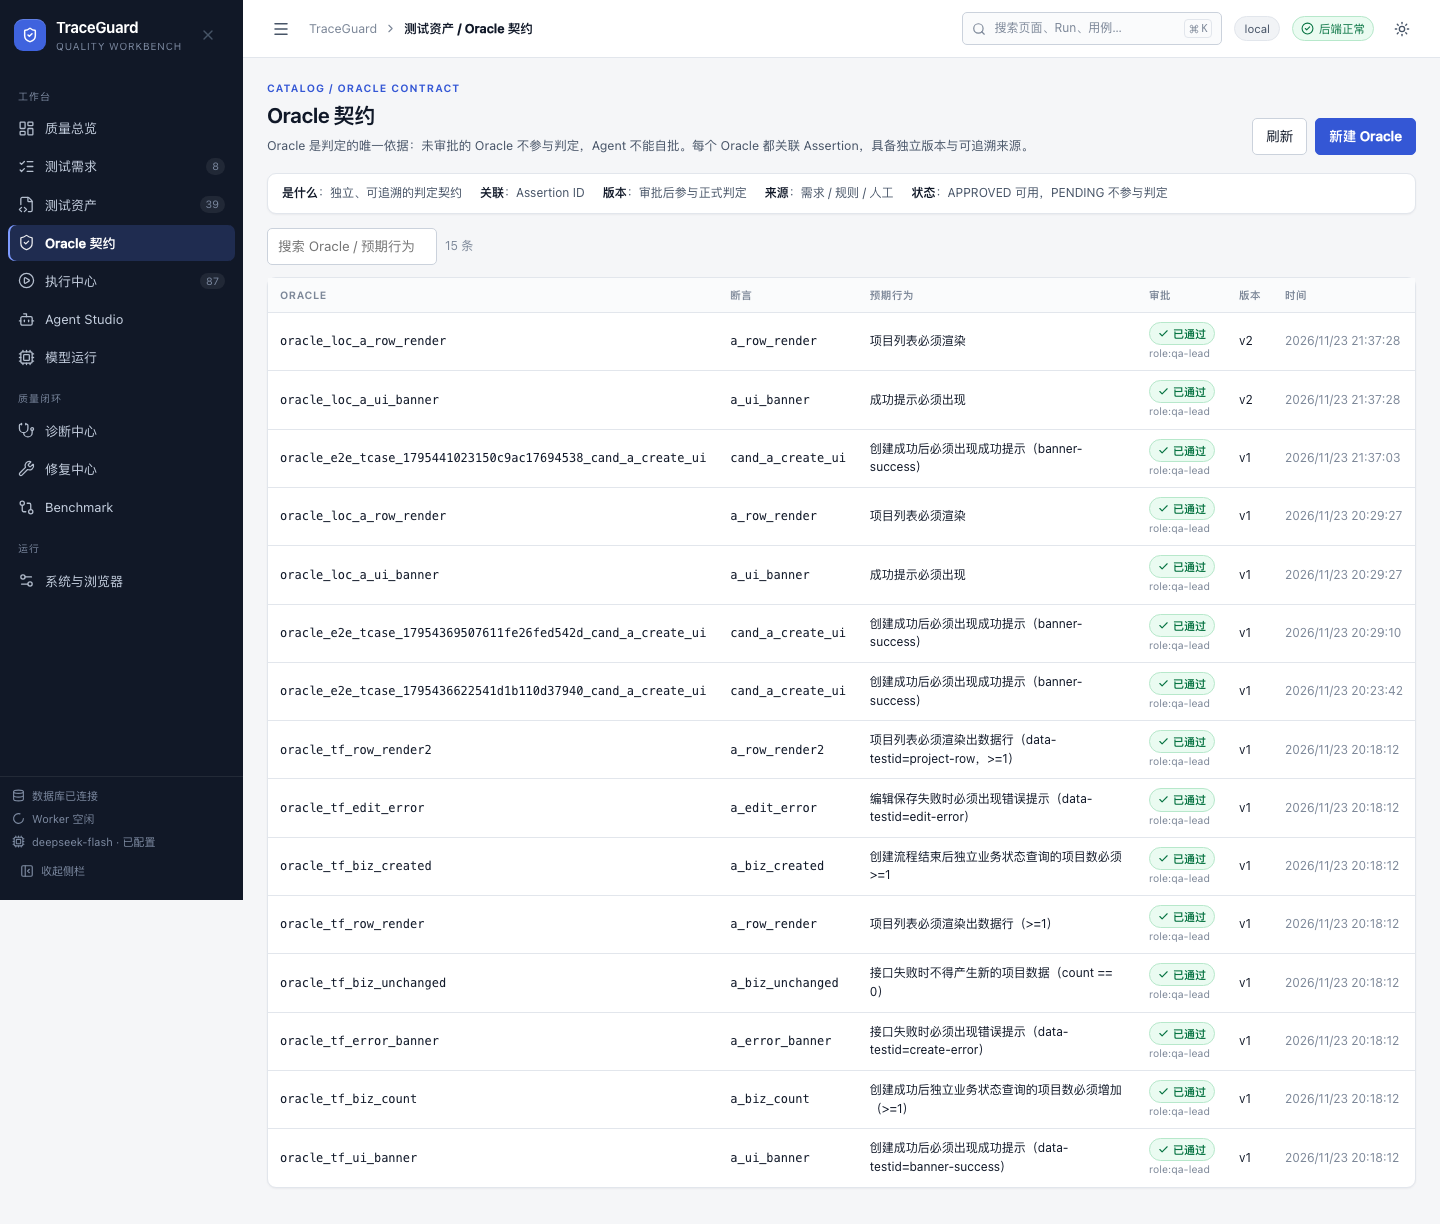 TraceGuard
QUALITY WORKBENCH
工作台
质量总览
测试需求 8
测试资产 39
Oracle 契约
执行中心 87
Agent Studio
模型运行
质量闭环
诊断中心
修复中心
Benchmark
运行
系统与浏览器
数据库已连接
Worker 空闲
deepseek-flash · 已配置
收起侧栏
TraceGuard > 测试资产 / Oracle 契约
搜索页面、Run、用例... ⌘ K
local
后端正常
CATALOG / ORACLE CONTRACT
Oracle 契约
Oracle 是判定的唯一依据：未审批的 Oracle 不参与判定，Agent 不能自批。每个 Oracle 都关联 Assertion，具备独立版本与可追溯来源。
刷新
新建 Oracle
是什么：独立、可追溯的判定契约 关联：Assertion ID 版本：审批后参与正式判定 来源：需求 / 规则 / 人工 状态：APPROVED 可用，PENDING 不参与判定
搜索 Oracle / 预期行为 15 条
ORACLE 断言 预期行为 审批 版本 时间
oracle_loc_a_row_render a_row_render 项目列表必须渲染 已通过 v2 2026/11/23 21:37:28
role:qa-lead
oracle_loc_a_ui_banner a_ui_banner 成功提示必须出现 已通过 v2 2026/11/23 21:37:28
role:qa-lead
oracle_e2e_tcase_1795441023150c9ac17694538_cand_a_create_ui cand_a_create_ui 创建成功后必须出现成功提示（banner- 已通过 v1 2026/11/23 21:37:03
success） role:qa-lead
oracle_loc_a_row_render a_row_render 项目列表必须渲染 已通过 v1 2026/11/23 20:29:27
role:qa-lead
oracle_loc_a_ui_banner a_ui_banner 成功提示必须出现 已通过 v1 2026/11/23 20:29:27
role:qa-lead
oracle_e2e_tcase_17954369507611fe26fed542d_cand_a_create_ui cand_a_create_ui 创建成功后必须出现成功提示（banner- 已通过 v1 2026/11/23 20:29:10
success） role:qa-lead
oracle_e2e_tcase_1795436622541d1b110d37940_cand_a_create_ui cand_a_create_ui 创建成功后必须出现成功提示（banner- 已通过 v1 2026/11/23 20:23:42
success） role:qa-lead
oracle_tf_row_render2 a_row_render2 项目列表必须渲染出数据行（data- 已通过 v1 2026/11/23 20:18:12
testid=project-row，>=1） role:qa-lead
oracle_tf_edit_error a_edit_error 编辑保存失败时必须出现错误提示（data- 已通过 v1 2026/11/23 20:18:12
testid=edit-error） role:qa-lead
oracle_tf_biz_created a_biz_created 创建流程结束后独立业务状态查询的项目数必须 已通过 v1 2026/11/23 20:18:12
>=1 role:qa-lead
oracle_tf_row_render a_row_render 项目列表必须渲染出数据行（>=1） 已通过 v1 2026/11/23 20:18:12
role:qa-lead
oracle_tf_biz_unchanged a_biz_unchanged 接口失败时不得产生新的项目数据（count == 已通过 v1 2026/11/23 20:18:12
0） role:qa-lead
oracle_tf_error_banner a_error_banner 接口失败时必须出现错误提示（data- 已通过 v1 2026/11/23 20:18:12
testid=create-error） role:qa-lead
oracle_tf_biz_count a_biz_count 创建成功后独立业务状态查询的项目数必须增加 已通过 v1 2026/11/23 20:18:12
（>=1） role:qa-lead
oracle_tf_ui_banner a_ui_banner 创建成功后必须出现成功提示（data- 已通过 v1 2026/11/23 20:18:12
testid=banner-success） role:qa-lead